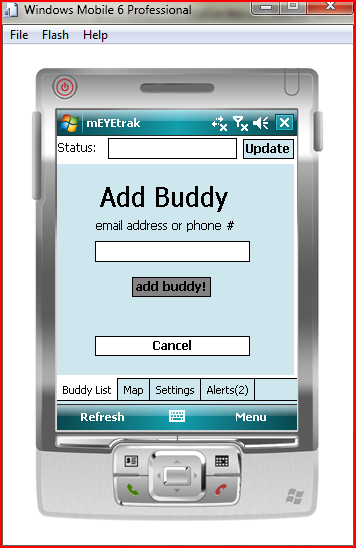 Windows Mobile 6 Professional
File Flash Help
mEYEtrak
Status: Update
Add Buddy
email address or phone #
add buddy!
Cancel
Buddy List Map Settings Alerts(2)
Refresh Menu